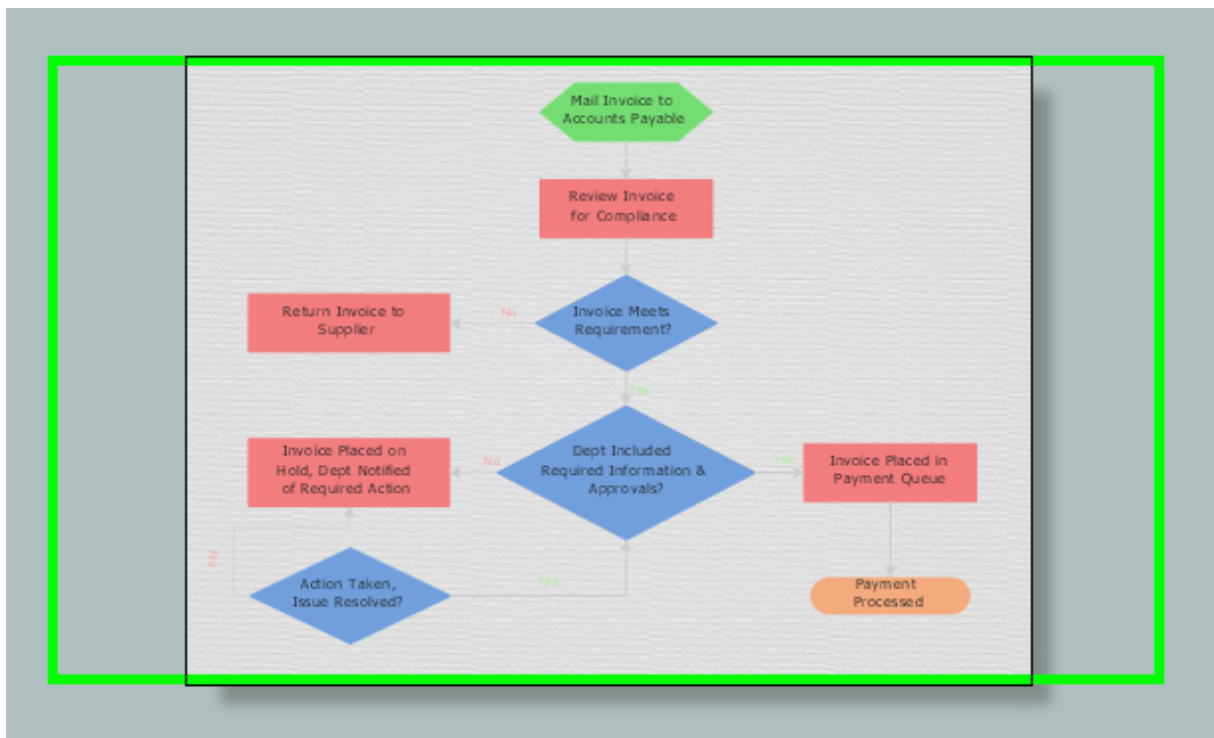 Mail Invoice to
Accounts Payable
Review Invoice
for Compliance
Invoice Meets
Requirement?
No
Return Invoice to
Supplier
Yes
Dept Included
Required Information &
Approvals?
No
Invoice Placed on
Hold, Dept Notified
of Required Action
Yes
Invoice Placed in
Payment Queue
No
Action Taken,
Issue Resolved?
Yes
Payment
Processed